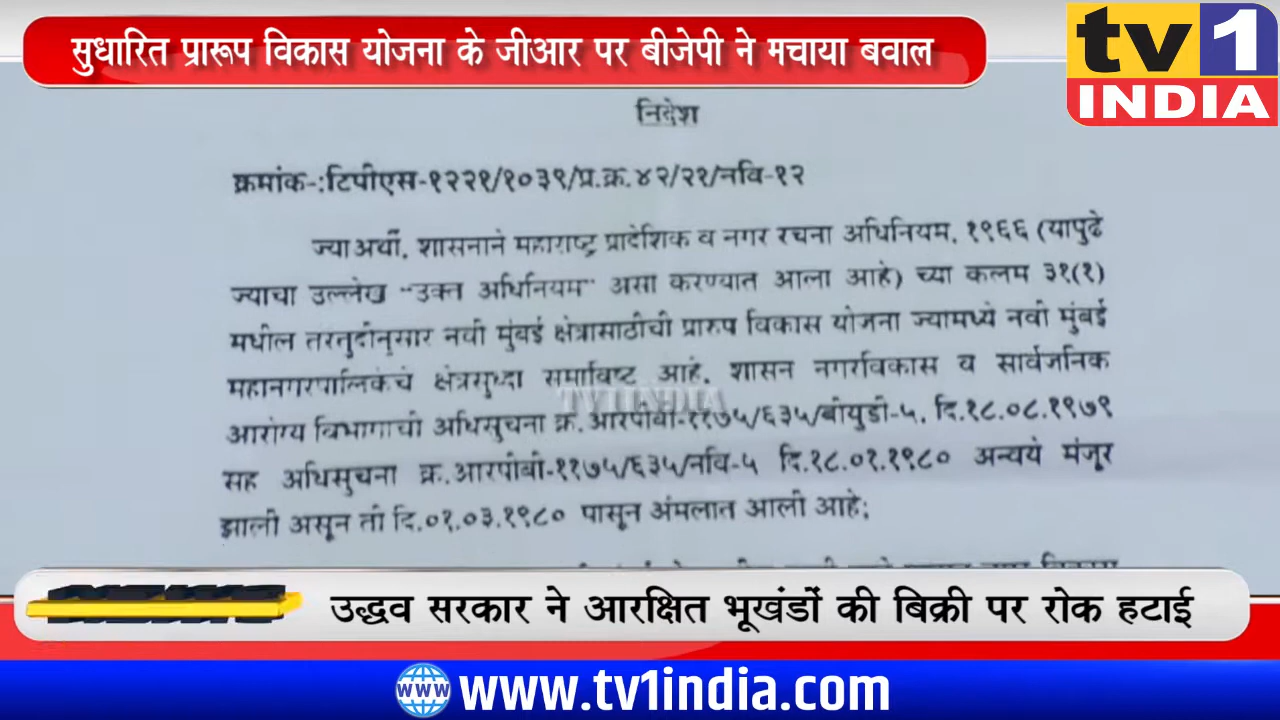 सुधारित प्रारूप विकास योजना के जीआर पर बीजेपी ने मचाया बवाल
tv1
INDIA
निदेश
क्रमांक-:टिपीएस-१२२१/१०३९/प्र.क्र.४२/२१/नवि-१२
ज्याअर्थी, शासनाने महाराष्ट्र प्रादेशिक व नगर रचना अधिनियम, १९६६ (यापुढे
ज्याचा उल्लेख "उक्त अधिनियम" असा करण्यात आला आहे) च्या कलम ३१(१)
मधील तरतुदीनुसार नवी मुंबई क्षेत्रासाठीची प्रारुप विकास योजना ज्यामध्ये नवी मुंबई
महानगरपालिकेचे क्षेत्रसुध्दा समाविष्ट आहे, शासन नगरविकास व सार्वजनिक
TV1INDIA
आरोग्य विभागाची अधिसुचना क्र.आरपीबी-११७५/६३५/बीयुडी-५, दि.१८.०८.१९७९
सह अधिसुचना क्र.आरपीबी-११७५/६३५/नवि-५ दि.१८.०१.१९८० अन्वये मंजूर
झाली असून ती दि.०१.०३.१९८० पासून अंमलात आली आहे;
उद्धव सरकार ने आरक्षित भूखंडों की बिक्री पर रोक हटाई
www www.tv1india.com